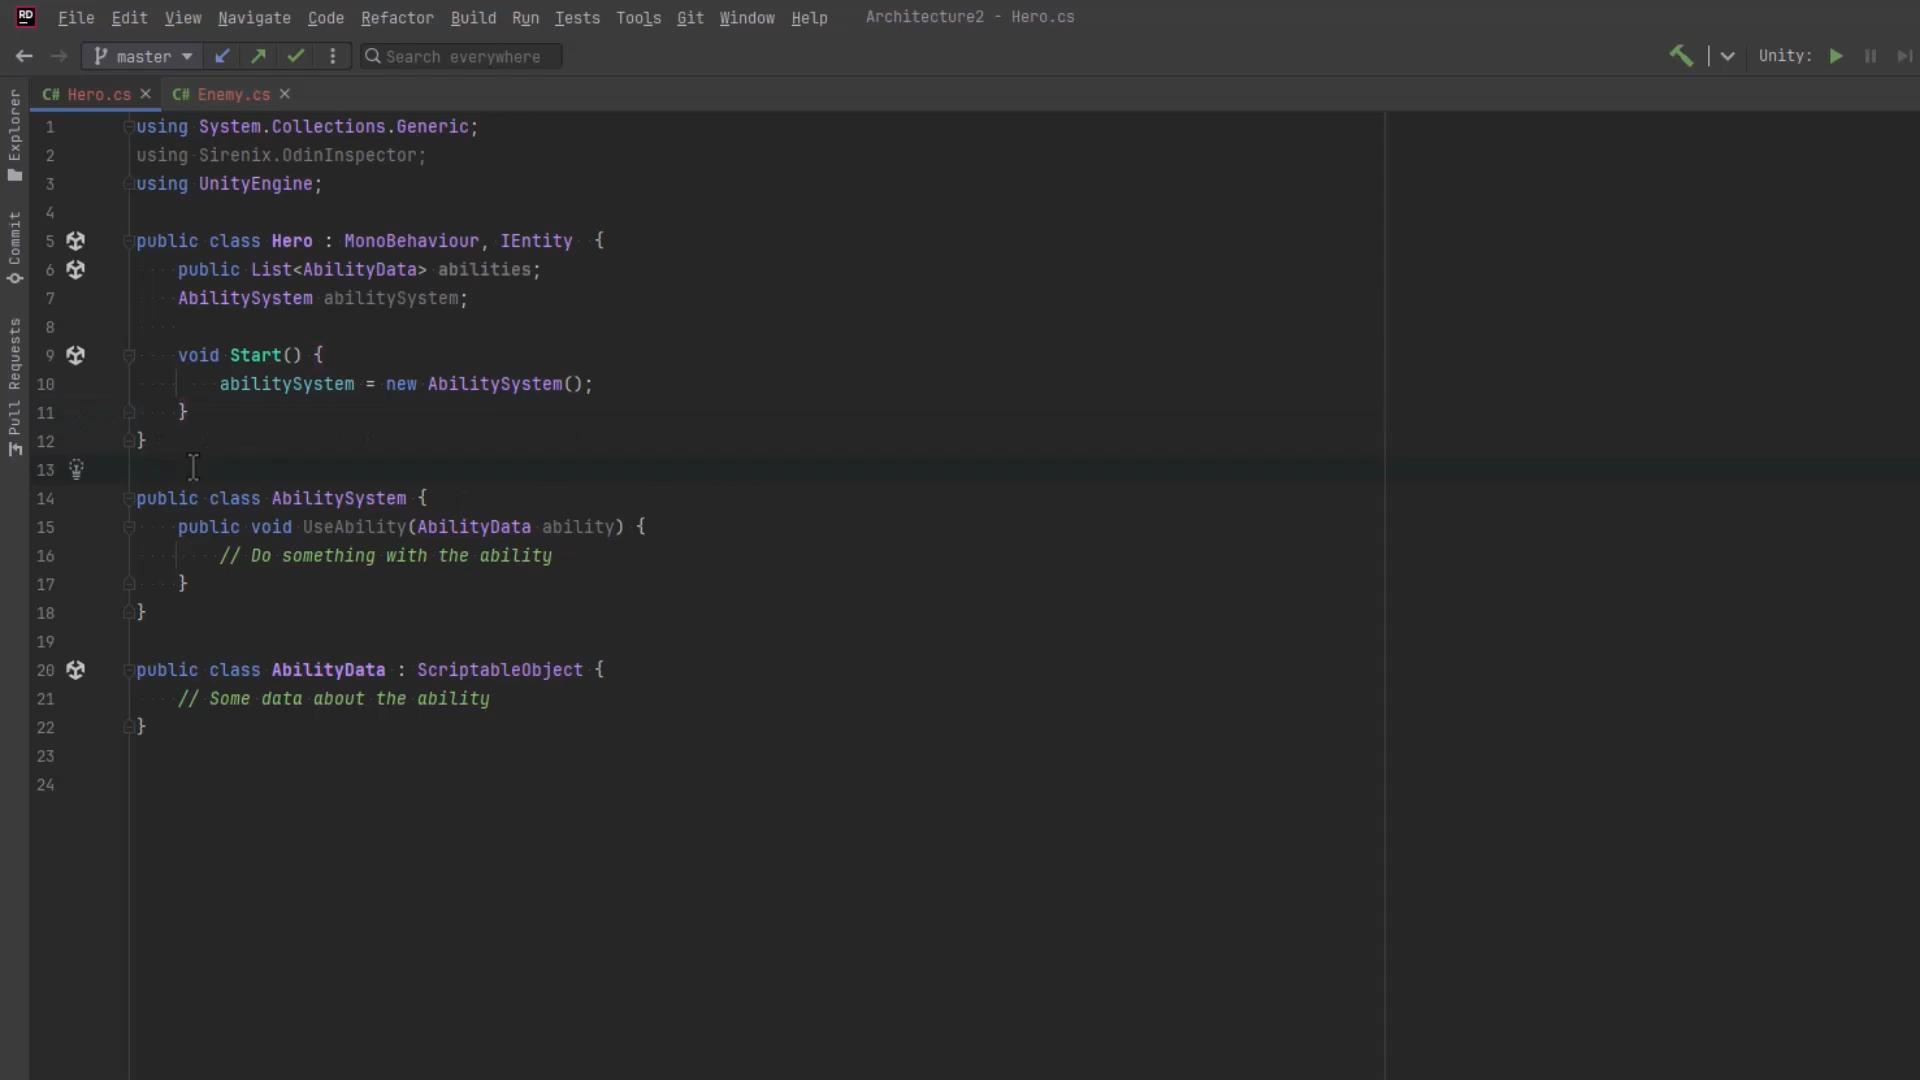 RD File Edit View Navigate Code Refactor Build Run Tests Tools Git Window Help Architecture2 - Hero.cs
master Search everywhere Unity:
C# Hero.cs C# Enemy.cs
Explorer
Commit
Pull Requests
1 using System.Collections.Generic;
2 using Sirenix.OdinInspector;
3 using UnityEngine;
4
5 public class Hero : MonoBehaviour, IEntity {
6 public List<AbilityData> abilities;
7 AbilitySystem abilitySystem;
8
9 void Start() {
10 abilitySystem = new AbilitySystem();
11 }
12 }
13
14 public class AbilitySystem {
15 public void UseAbility(AbilityData ability) {
16 // Do something with the ability
17 }
18 }
19
20 public class AbilityData : ScriptableObject {
21 // Some data about the ability
22 }
23
24